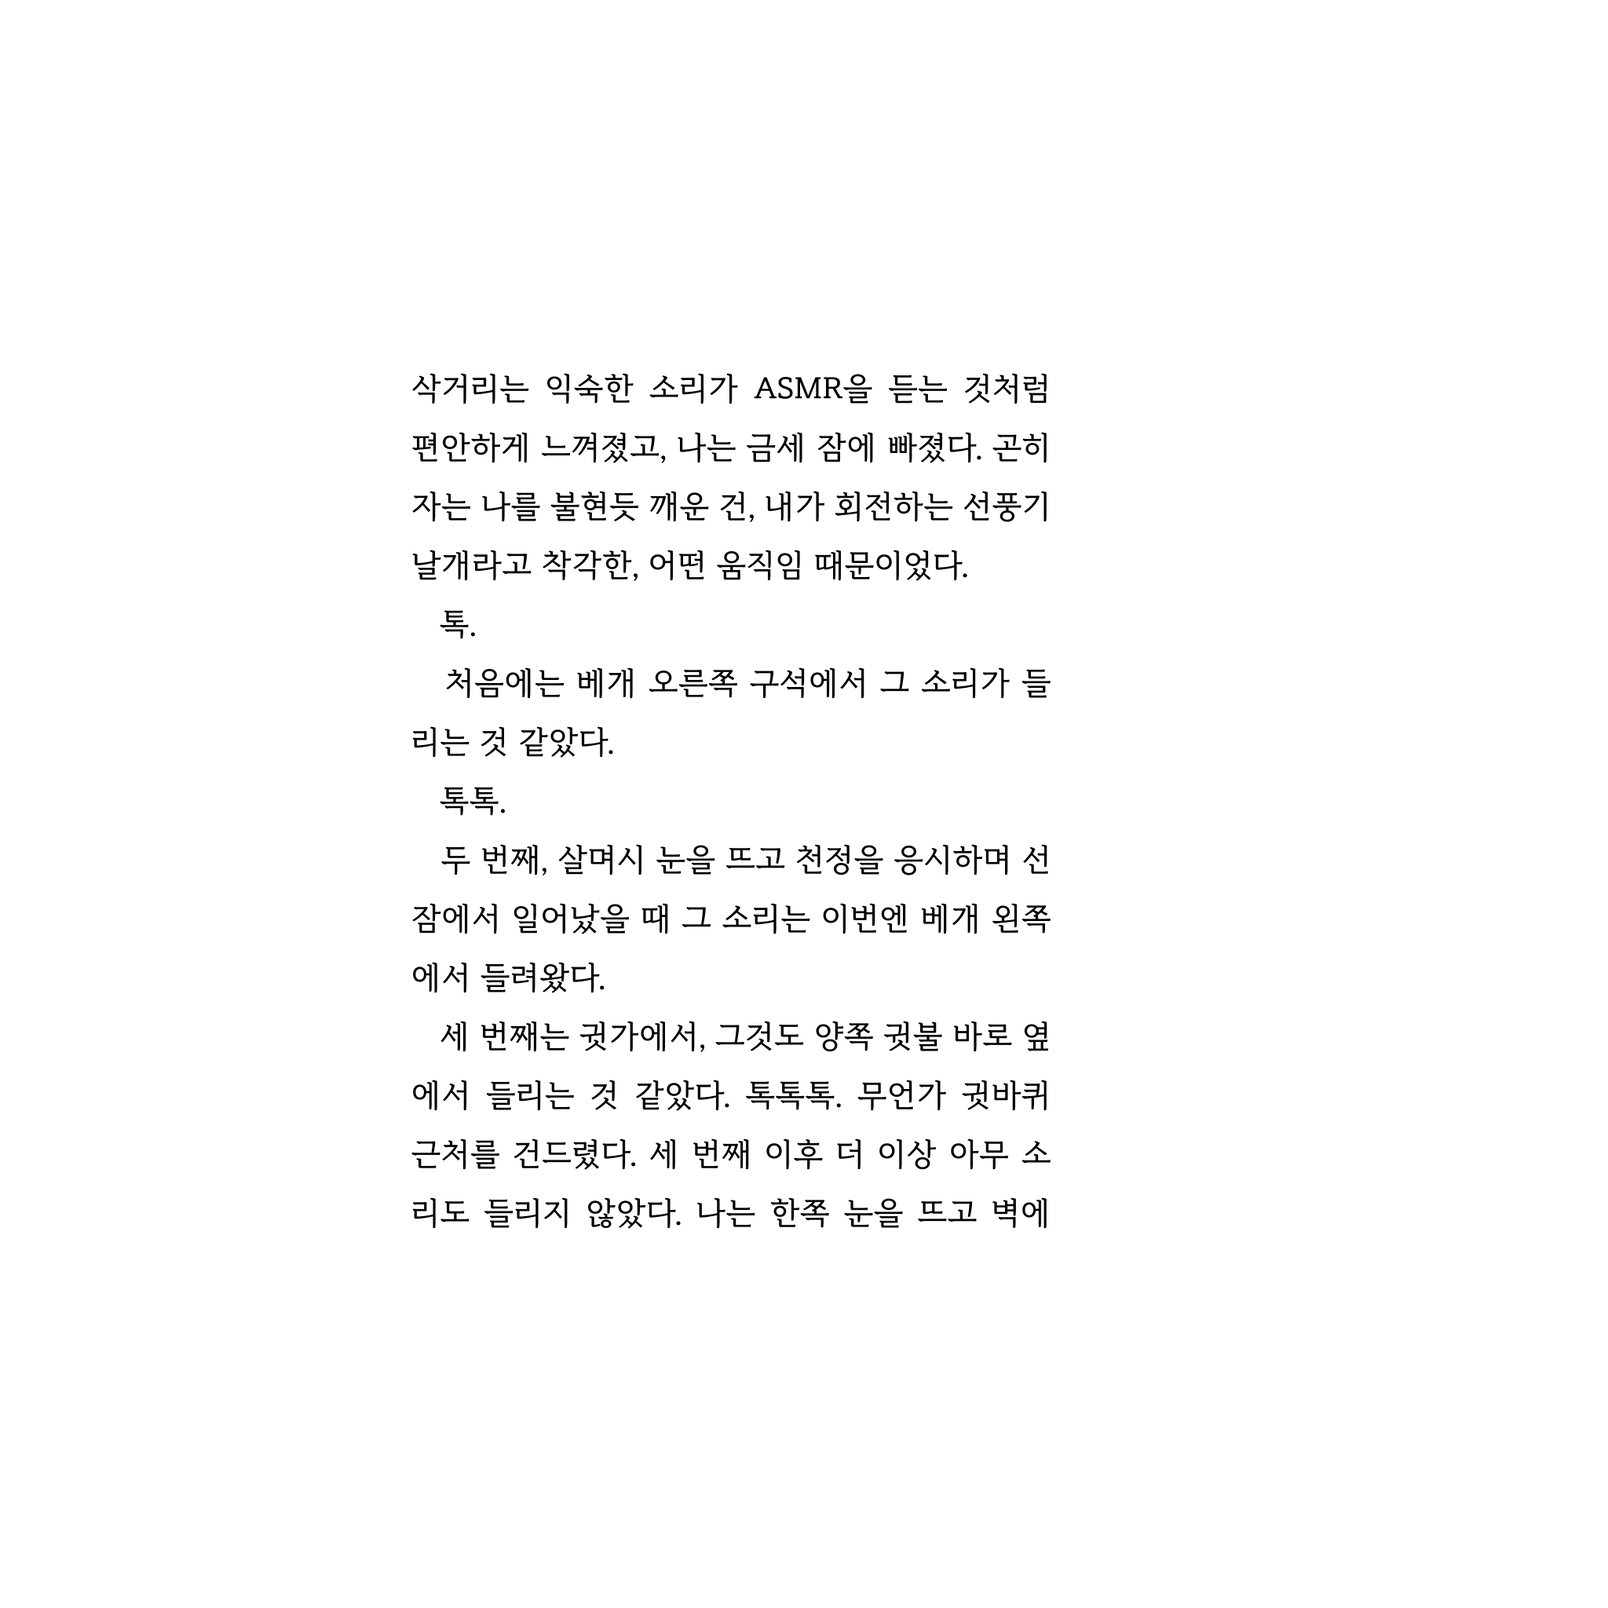 삭거리는 익숙한 소리가 ASMR을 듣는 것처럼
편안하게 느껴졌고, 나는 금세 잠에 빠졌다. 곤히
자는 나를 불현듯 깨운 건, 내가 회전하는 선풍기
날개라고 착각한, 어떤 움직임 때문이었다.
톡.
처음에는 베개 오른쪽 구석에서 그 소리가 들
리는 것 같았다.
톡톡.
두 번째, 살며시 눈을 뜨고 천정을 응시하며 선
잠에서 일어났을 때 그 소리는 이번엔 베개 왼쪽
에서 들려왔다.
세 번째는 귓가에서, 그것도 양쪽 귓불 바로 옆
에서 들리는 것 같았다. 톡톡톡. 무언가 귓바퀴
근처를 건드렸다. 세 번째 이후 더 이상 아무 소
리도 들리지 않았다. 나는 한쪽 눈을 뜨고 벽에